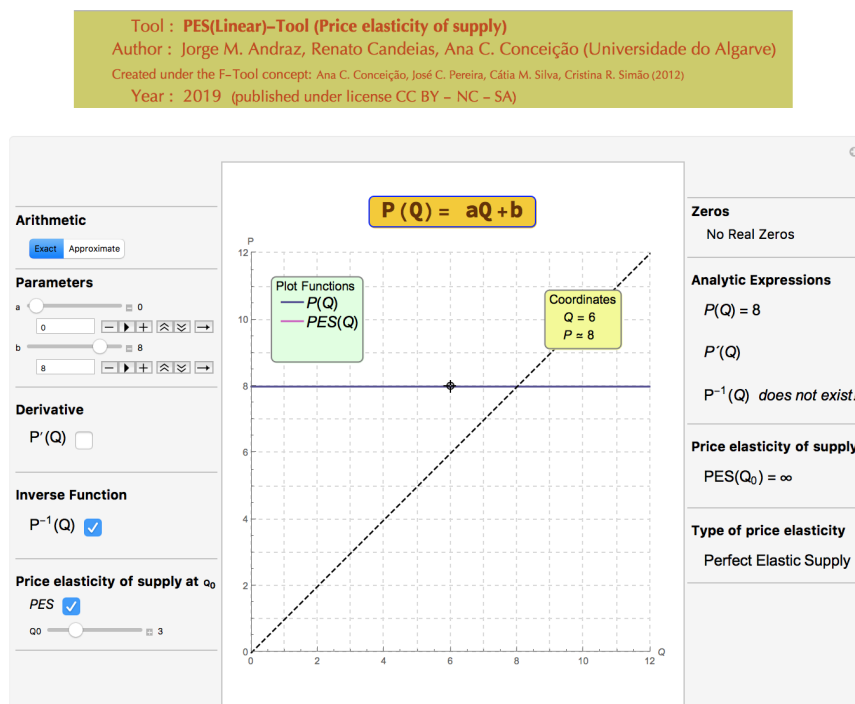 Tool : PES(Linear)–Tool (Price elasticity of supply)
Author : Jorge M. Andraz, Renato Candeias, Ana C. Conceição (Universidade do Algarve)
Created under the F–Tool concept: Ana C. Conceição, José C. Pereira, Cátia M. Silva, Cristina R. Simão (2012)
Year : 2019 (published under license CC BY – NC – SA)
Arithmetic
Exact Approximate
Parameters
a 0
0
b 8
8
Derivative
P′(Q)
Inverse Function
P⁻¹(Q)
Price elasticity of supply at Q0
PES
Q0 3
P(Q) = aQ+b
P
12
10
8
6
4
2
0
0 2 4 6 8 10 12
Q
Plot Functions
P(Q)
PES(Q)
Coordinates
Q = 6
P ≃ 8
Zeros
No Real Zeros
Analytic Expressions
P(Q) = 8
P′(Q)
P⁻¹(Q) does not exist.
Price elasticity of supply
PES(Q₀) = ∞
Type of price elasticity
Perfect Elastic Supply